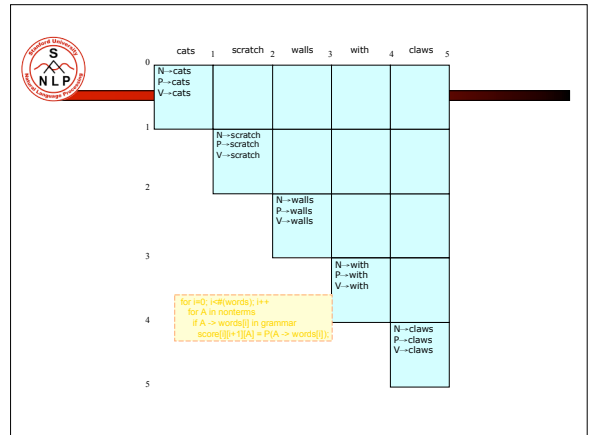 cats 1 scratch 2 walls 3 with 4 claws 5
0
Stanford University
S
N L P
Natural Language Processing
N→cats
P→cats
V→cats
1
N→scratch
P→scratch
V→scratch
2
N→walls
P→walls
V→walls
3
N→with
P→with
V→with
for i=0; i<#(words); i++
for A in nonterms
if A -> words[i] in grammar
score[i][i+1][A] = P(A -> words[i]);
4
N→claws
P→claws
V→claws
5